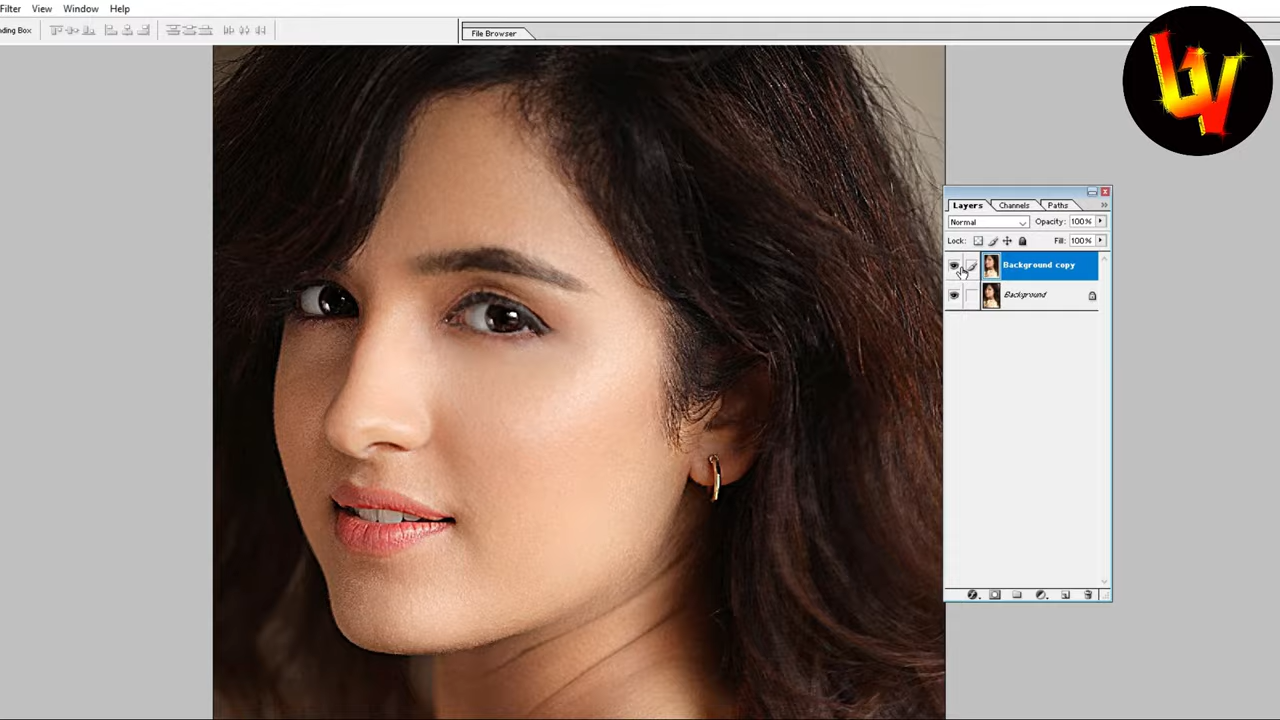 Filter View Window Help
nding Box
File Browser
Layers Channels Paths
Normal Opacity: 100%
Lock: Fill: 100%
Background copy
Background